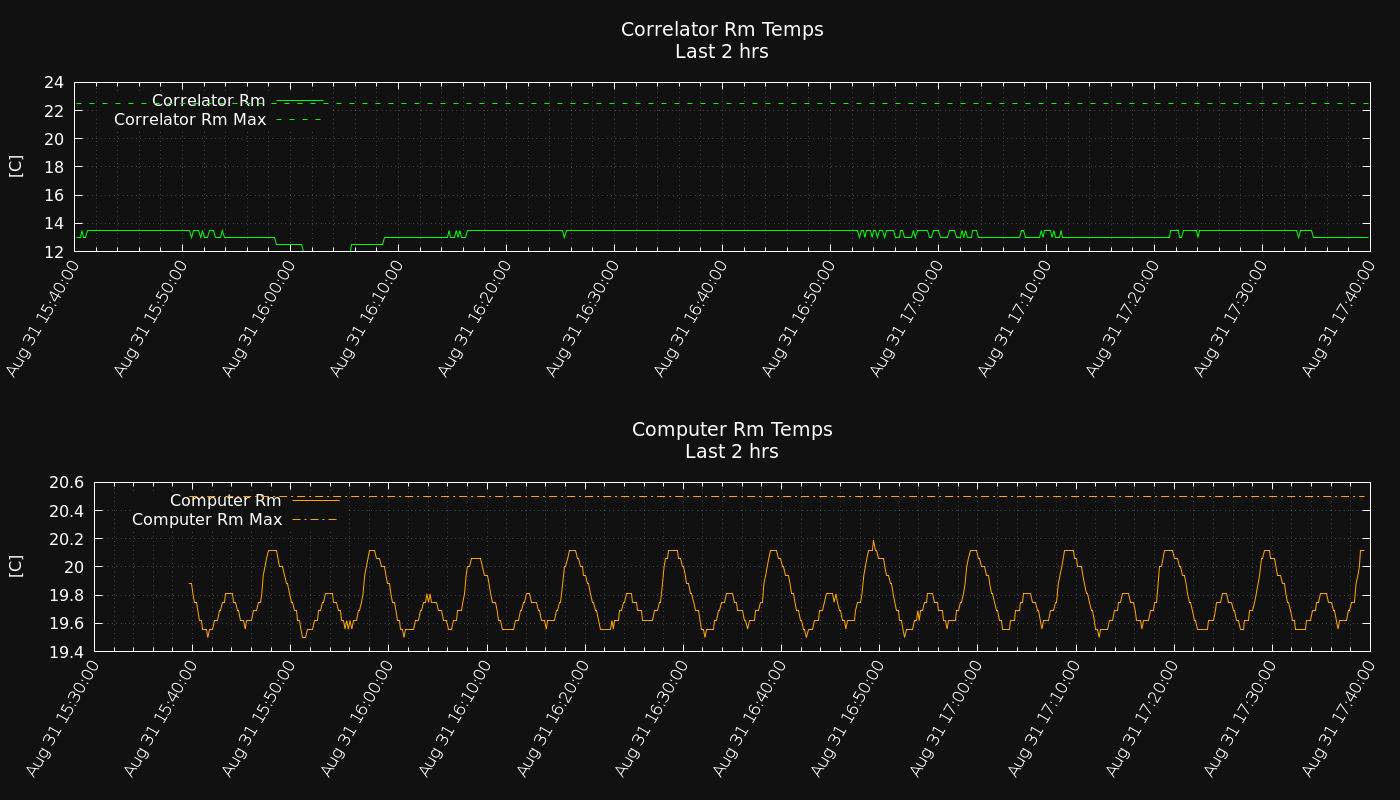 Correlator Rm Temps
Last 2 hrs
24
22
20
18
16
14
12
[C]
Correlator Rm
Correlator Rm Max
Aug 31 15:40:00
Aug 31 15:50:00
Aug 31 16:00:00
Aug 31 16:10:00
Aug 31 16:20:00
Aug 31 16:30:00
Aug 31 16:40:00
Aug 31 16:50:00
Aug 31 17:00:00
Aug 31 17:10:00
Aug 31 17:20:00
Aug 31 17:30:00
Aug 31 17:40:00
Computer Rm Temps
Last 2 hrs
20.6
20.4
20.2
20
19.8
19.6
19.4
[C]
Computer Rm
Computer Rm Max
Aug 31 15:30:00
Aug 31 15:40:00
Aug 31 15:50:00
Aug 31 16:00:00
Aug 31 16:10:00
Aug 31 16:20:00
Aug 31 16:30:00
Aug 31 16:40:00
Aug 31 16:50:00
Aug 31 17:00:00
Aug 31 17:10:00
Aug 31 17:20:00
Aug 31 17:30:00
Aug 31 17:40:00